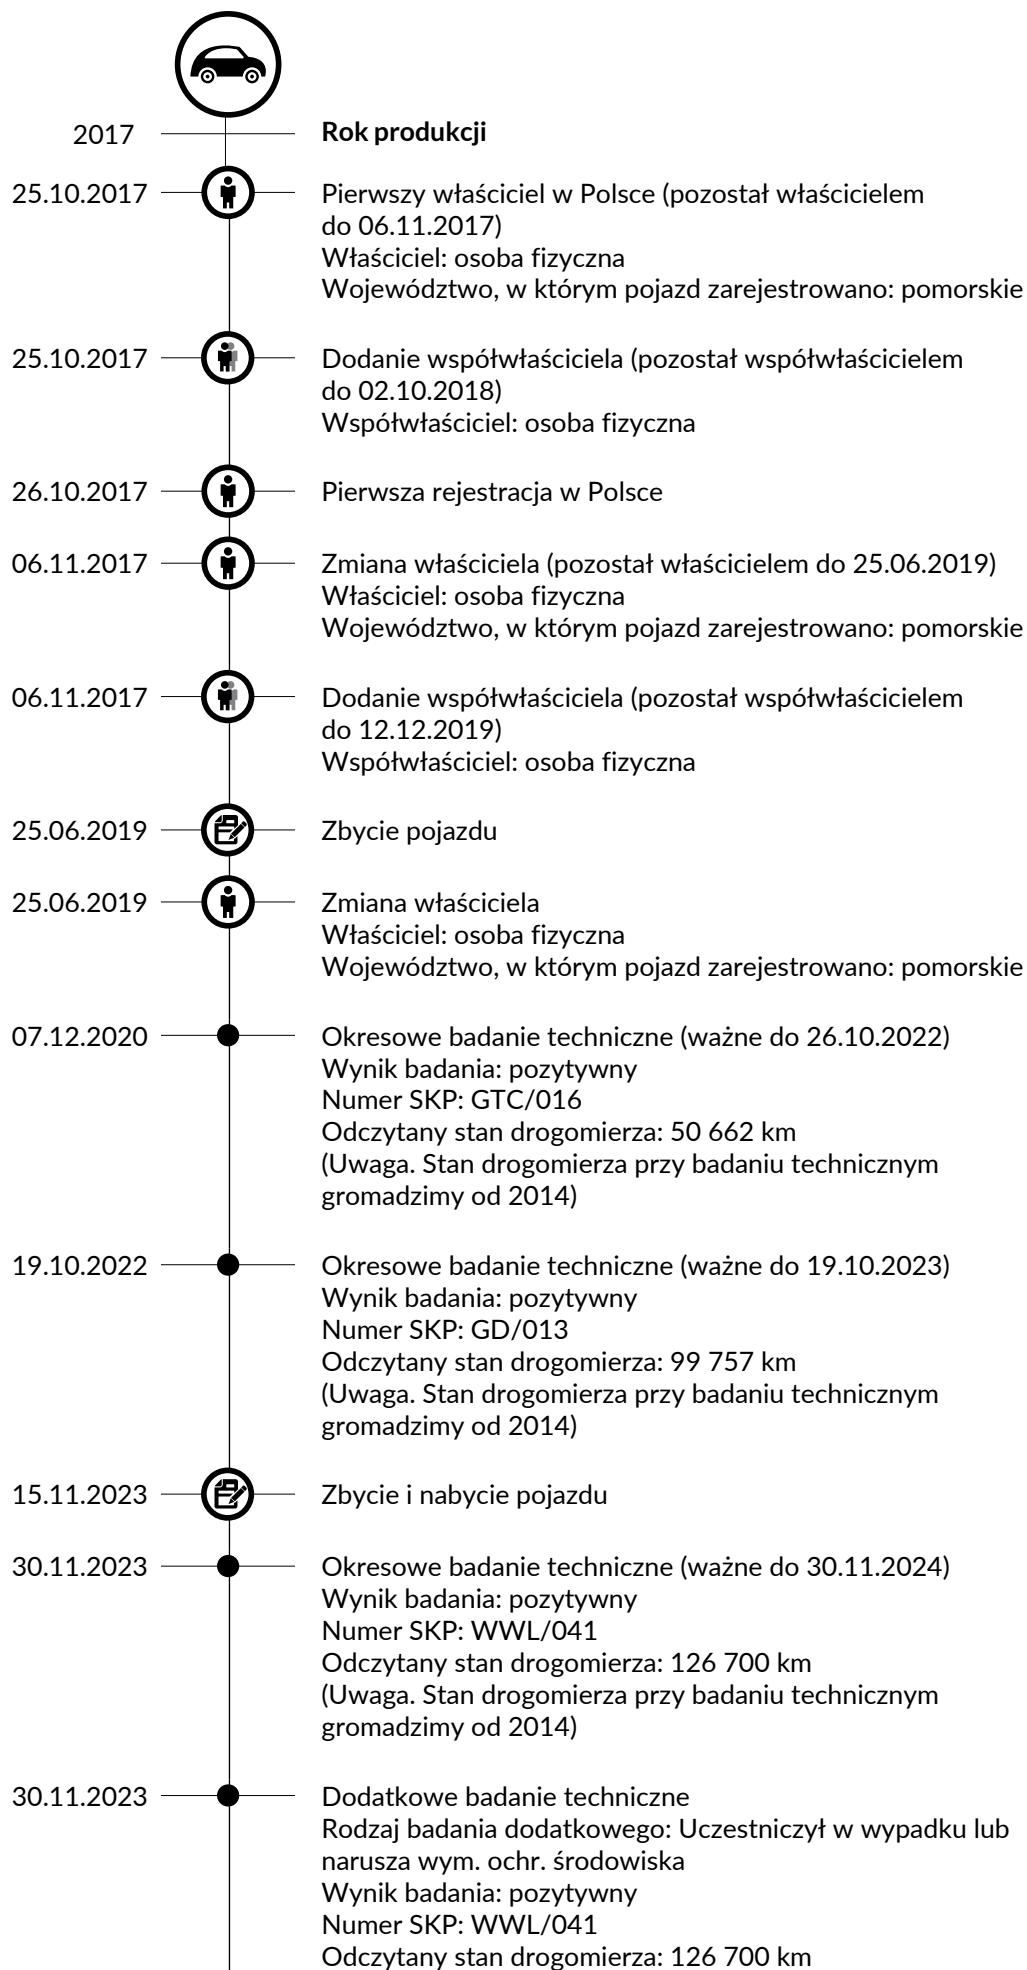 2017
Rok produkcji
25.10.2017
Pierwszy właściciel w Polsce (pozostał właścicielem
do 06.11.2017)
Właściciel: osoba fizyczna
Województwo, w którym pojazd zarejestrowano: pomorskie
25.10.2017
Dodanie współwłaściciela (pozostał współwłaścicielem
do 02.10.2018)
Współwłaściciel: osoba fizyczna
26.10.2017
Pierwsza rejestracja w Polsce
06.11.2017
Zmiana właściciela (pozostał właścicielem do 25.06.2019)
Właściciel: osoba fizyczna
Województwo, w którym pojazd zarejestrowano: pomorskie
06.11.2017
Dodanie współwłaściciela (pozostał współwłaścicielem
do 12.12.2019)
Współwłaściciel: osoba fizyczna
25.06.2019
Zbycie pojazdu
25.06.2019
Zmiana właściciela
Właściciel: osoba fizyczna
Województwo, w którym pojazd zarejestrowano: pomorskie
07.12.2020
Okresowe badanie techniczne (ważne do 26.10.2022)
Wynik badania: pozytywny
Numer SKP: GTC/016
Odczytany stan drogomierza: 50 662 km
(Uwaga. Stan drogomierza przy badaniu technicznym
gromadzimy od 2014)
19.10.2022
Okresowe badanie techniczne (ważne do 19.10.2023)
Wynik badania: pozytywny
Numer SKP: GD/013
Odczytany stan drogomierza: 99 757 km
(Uwaga. Stan drogomierza przy badaniu technicznym
gromadzimy od 2014)
15.11.2023
Zbycie i nabycie pojazdu
30.11.2023
Okresowe badanie techniczne (ważne do 30.11.2024)
Wynik badania: pozytywny
Numer SKP: WWL/041
Odczytany stan drogomierza: 126 700 km
(Uwaga. Stan drogomierza przy badaniu technicznym
gromadzimy od 2014)
30.11.2023
Dodatkowe badanie techniczne
Rodzaj badania dodatkowego: Uczestniczył w wypadku lub
narusza wym. ochr. środowiska
Wynik badania: pozytywny
Numer SKP: WWL/041
Odczytany stan drogomierza: 126 700 km